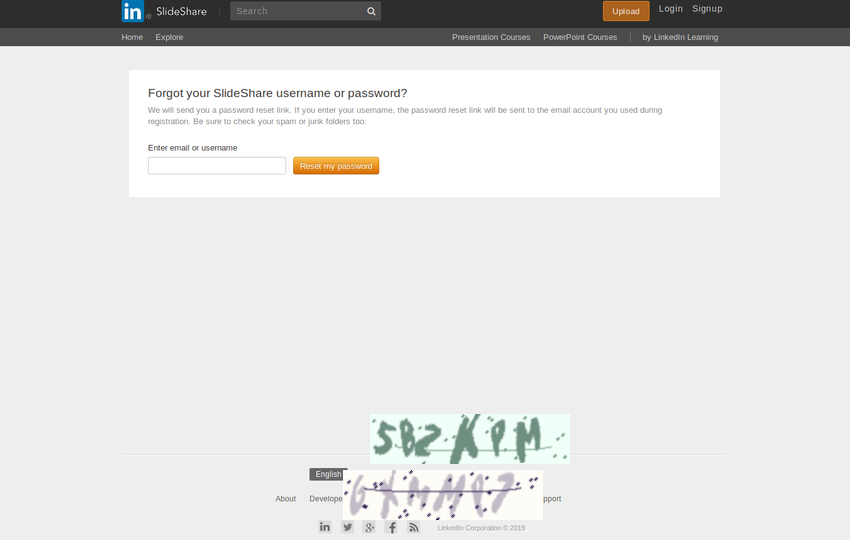 in ® SlideShare Search Upload Login Signup
Home Explore Presentation Courses PowerPoint Courses by LinkedIn Learning
Forgot your SlideShare username or password?
We will send you a password reset link. If you enter your username, the password reset link will be sent to the email account you used during
registration. Be sure to check your spam or junk folders too.
Enter email or username
Reset my password
English
About Develope pport
LinkedIn Corporation © 2019